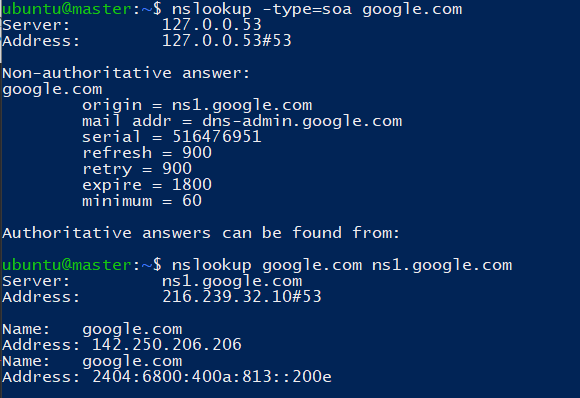 ubuntu@master:~$ nslookup -type=soa google.com
Server:         127.0.0.53
Address:        127.0.0.53#53

Non-authoritative answer:
google.com
        origin = ns1.google.com
        mail addr = dns-admin.google.com
        serial = 516476951
        refresh = 900
        retry = 900
        expire = 1800
        minimum = 60

Authoritative answers can be found from:

ubuntu@master:~$ nslookup google.com ns1.google.com
Server:         ns1.google.com
Address:        216.239.32.10#53

Name:   google.com
Address: 142.250.206.206
Name:   google.com
Address: 2404:6800:400a:813::200e